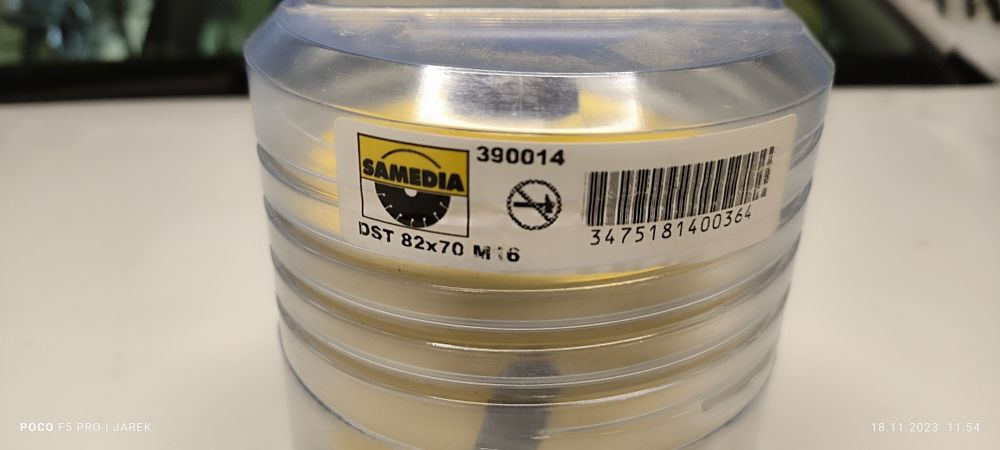 SAMEDIA
390014
3475181400364
DST 82x70 M16
POCO F5 PRO | JAREK
18.11.2023 11:54